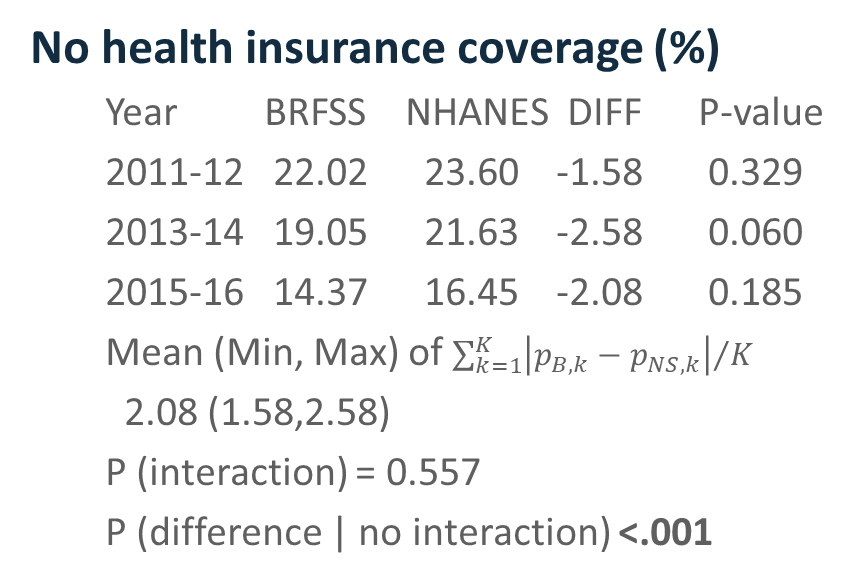 No health insurance coverage (%)
Year BRFSS NHANES DIFF P-value
2011-12 22.02 23.60 -1.58 0.329
2013-14 19.05 21.63 -2.58 0.060
2015-16 14.37 16.45 -2.08 0.185
Mean (Min, Max) of $\sum_{k=1}^{K}|p_{B,k} - p_{NS,k}|/K$
2.08 (1.58,2.58)
P (interaction) = 0.557
P (difference | no interaction) <.001